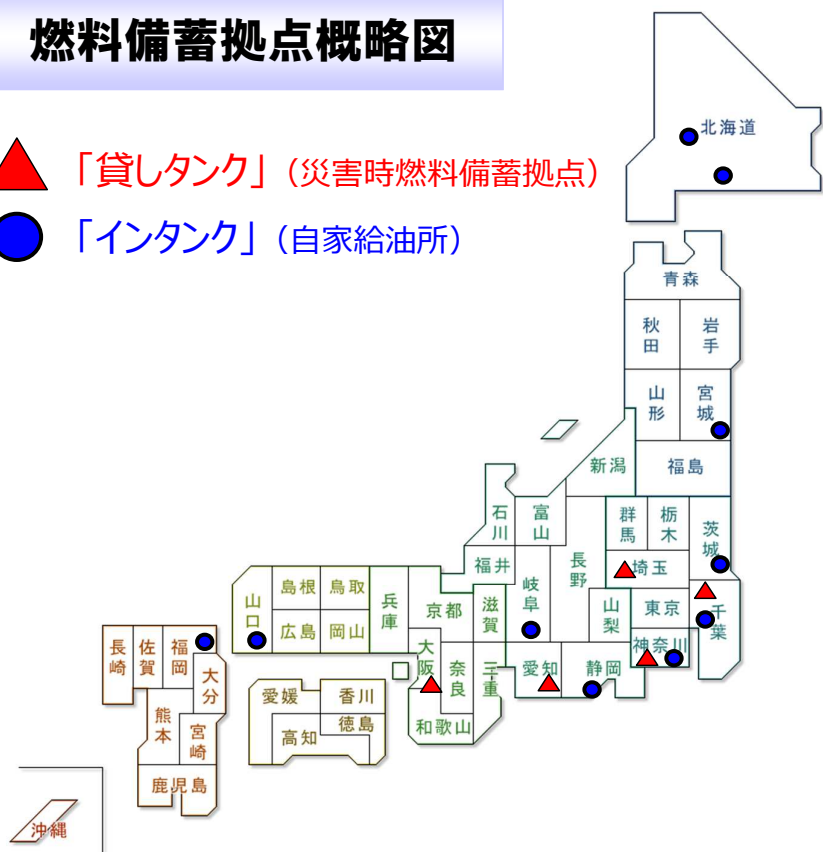 燃料備蓄拠点概略図
「貸しタンク」（災害時燃料備蓄拠点）
「インタンク」（自家給油所）
北海道
青森
秋田
岩手
山形
宮城
新潟
福島
石川
富山
群馬
栃木
茨城
福井
長野
埼玉
岐阜
島根
鳥取
兵庫
京都
滋賀
山梨
東京
千葉
山口
広島
岡山
神奈川
長崎
佐賀
福岡
大分
大阪
奈良
三重
愛知
静岡
愛媛
香川
高知
徳島
和歌山
熊本
宮崎
鹿児島
沖縄